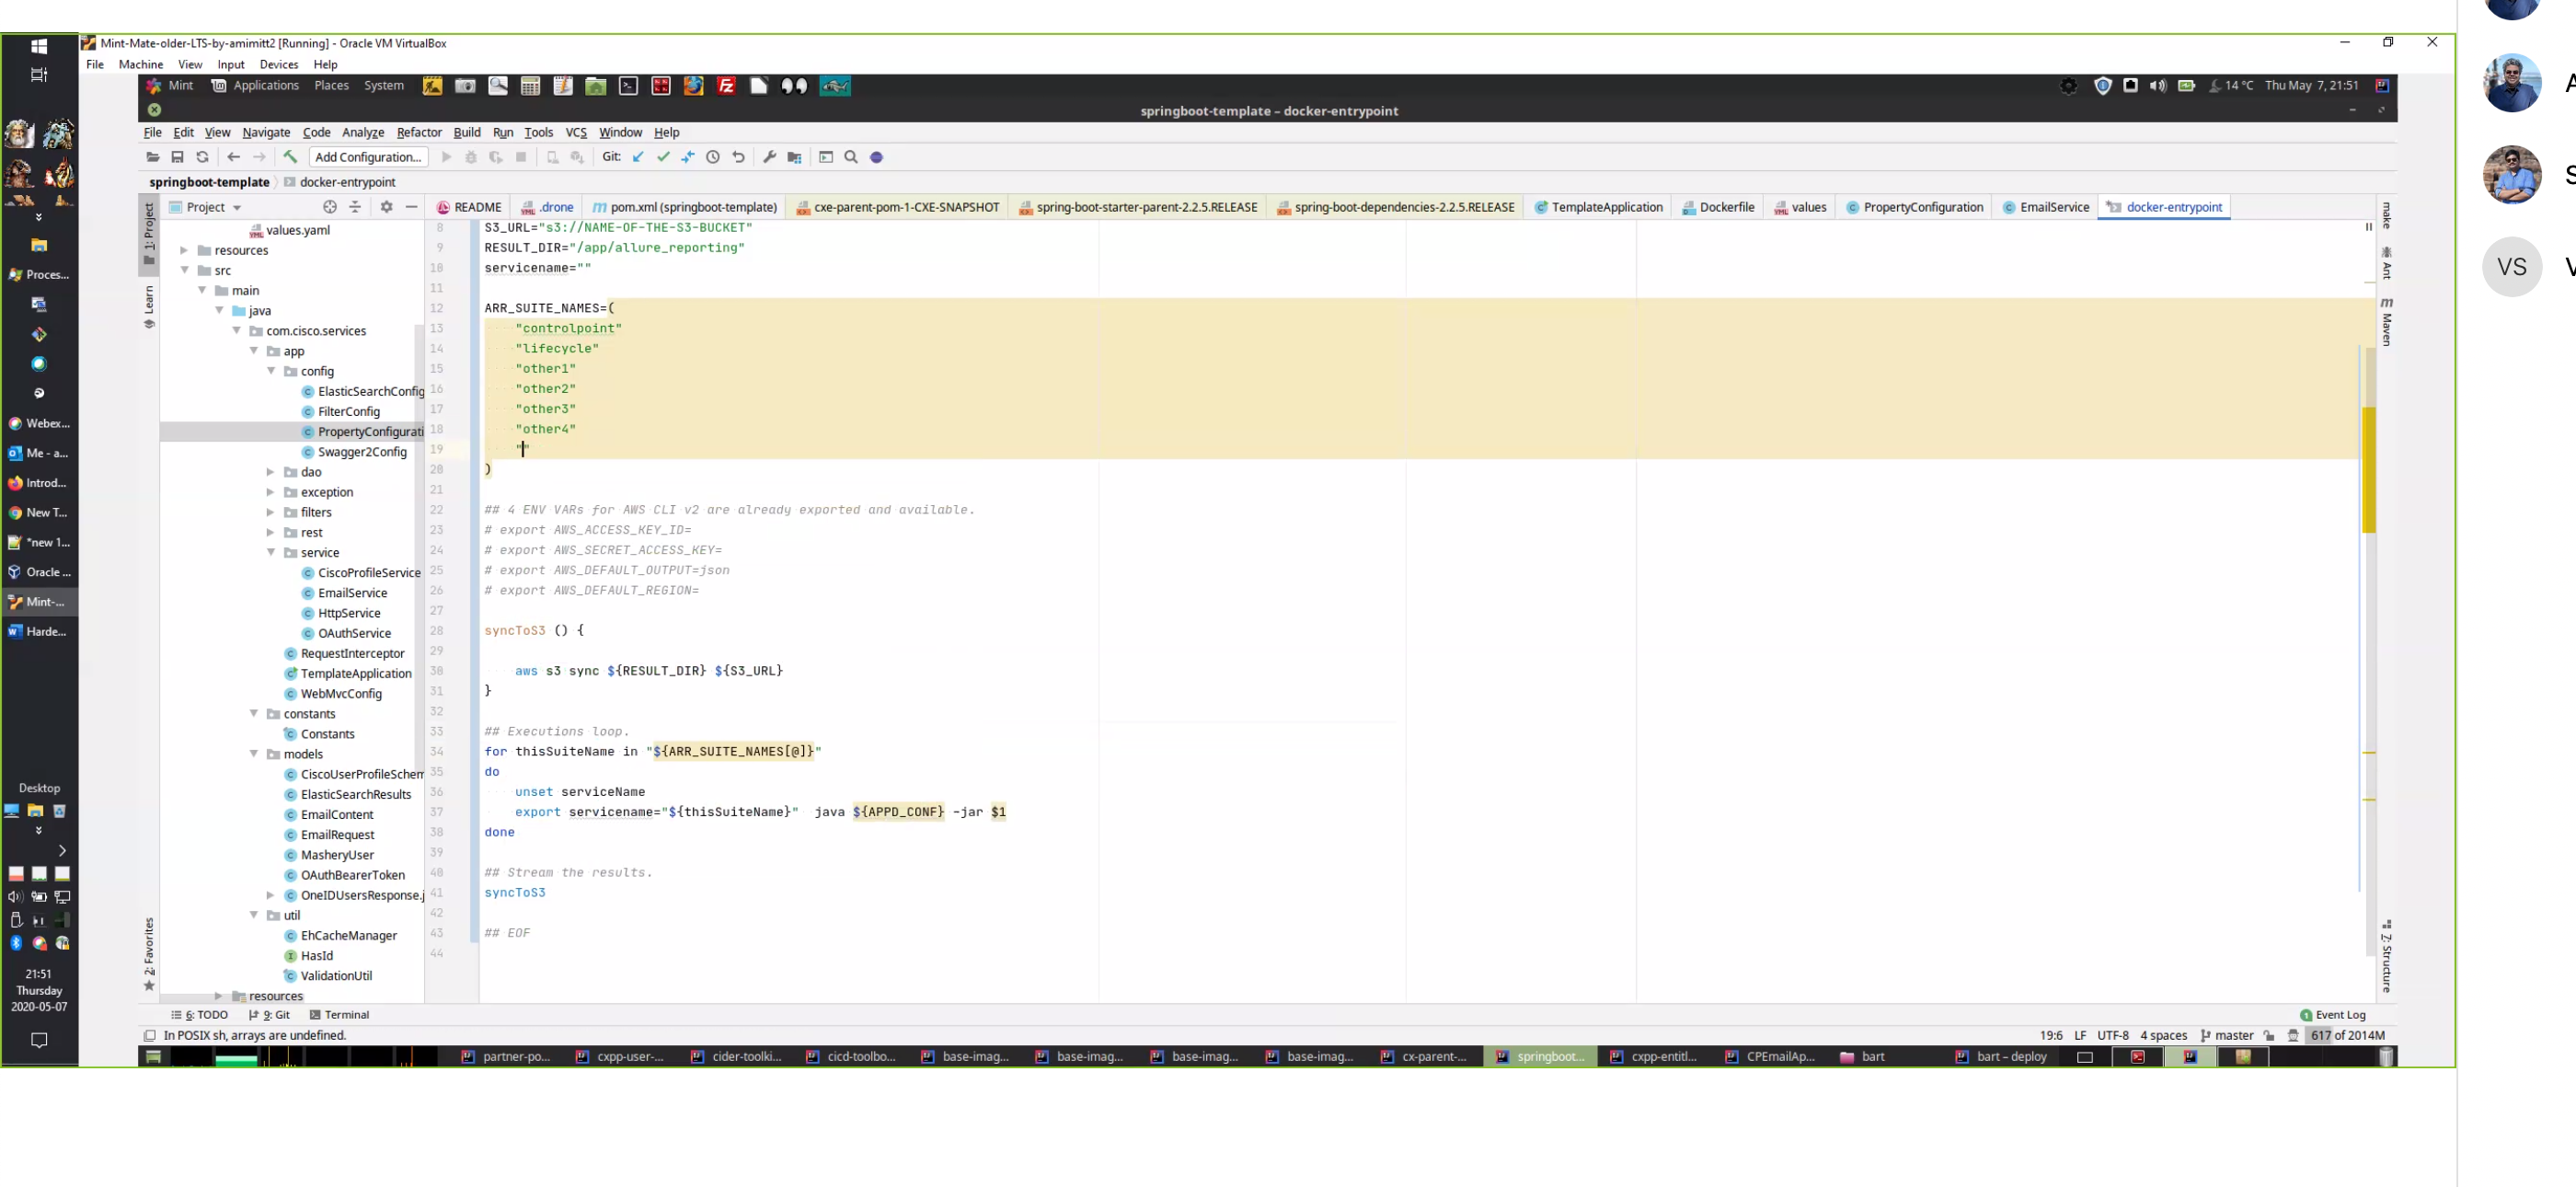 Mint-Mate-older-LTS-by-amimitt2 [Running] - Oracle VM VirtualBox
File Machine View Input Devices Help
Mint Applications Places System 14 °C Thu May 7, 21:51
springboot-template – docker-entrypoint
File Edit View Navigate Code Analyze Refactor Build Run Tools VCS Window Help
Add Configuration... Git:
springboot-template docker-entrypoint
Project README .drone pom.xml (springboot-template) cxe-parent-pom-1-CXE-SNAPSHOT spring-boot-starter-parent-2.2.5.RELEASE spring-boot-dependencies-2.2.5.RELEASE TemplateApplication Dockerfile values PropertyConfiguration EmailService docker-entrypoint
1: Project
Learn
2: Favorites
values.yaml
resources
src
main
java
com.cisco.services
app
config
ElasticSearchConfig
FilterConfig
PropertyConfigurati
Swagger2Config
dao
exception
filters
rest
service
CiscoProfileService
EmailService
HttpService
OAuthService
RequestInterceptor
TemplateApplication
WebMvcConfig
constants
Constants
models
CiscoUserProfileSchem
ElasticSearchResults
EmailContent
EmailRequest
MasheryUser
OAuthBearerToken
OneIDUsersResponse.j
util
EhCacheManager
HasId
ValidationUtil
resources
8 S3_URL="s3://NAME-OF-THE-S3-BUCKET"
9 RESULT_DIR="/app/allure_reporting"
10 servicename=""
11
12 ARR_SUITE_NAMES=(
13 "controlpoint"
14 "lifecycle"
15 "other1"
16 "other2"
17 "other3"
18 "other4"
19 ""
20 )
21
22 ## 4 ENV VARs for AWS CLI v2 are already exported and available.
23 # export AWS_ACCESS_KEY_ID=
24 # export AWS_SECRET_ACCESS_KEY=
25 # export AWS_DEFAULT_OUTPUT=json
26 # export AWS_DEFAULT_REGION=
27
28 syncToS3 () {
29
30 aws s3 sync ${RESULT_DIR} ${S3_URL}
31 }
32
33 ## Executions loop.
34 for thisSuiteName in "${ARR_SUITE_NAMES[@]}"
35 do
36 unset serviceName
37 export servicename="${thisSuiteName}" java ${APPD_CONF} -jar $1
38 done
39
40 ## Stream the results.
41 syncToS3
42
43 ## EOF
44
make
Ant
Maven
7: Structure
6: TODO 9: Git Terminal Event Log
In POSIX sh, arrays are undefined. 19:6 LF UTF-8 4 spaces master 617 of 2014M
partner-po... cxpp-user-... cider-toolki... cicd-toolbo... base-imag... base-imag... base-imag... base-imag... cx-parent-... springboot... cxpp-entitl... CPEmailAp... bart bart – deploy
Proces...
Webex...
Me - a...
Introd...
New T...
*new 1...
Oracle ...
Mint-...
Harde...
Desktop
21:51
Thursday
2020-05-07
A
S
VS V